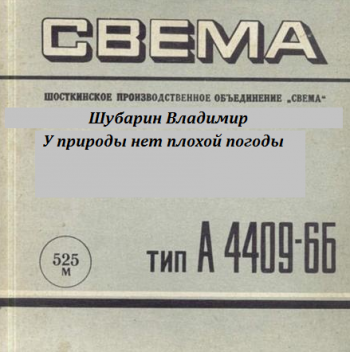 СВЕМА
ШОСТКИНСКОЕ ПРОИЗВОДСТВЕННОЕ ОБЪЕДИНЕНИЕ „СВЕМА“
Шубарин Владимир
У природы нет плохой погоды
525
М
ТИП А 4409-6Б